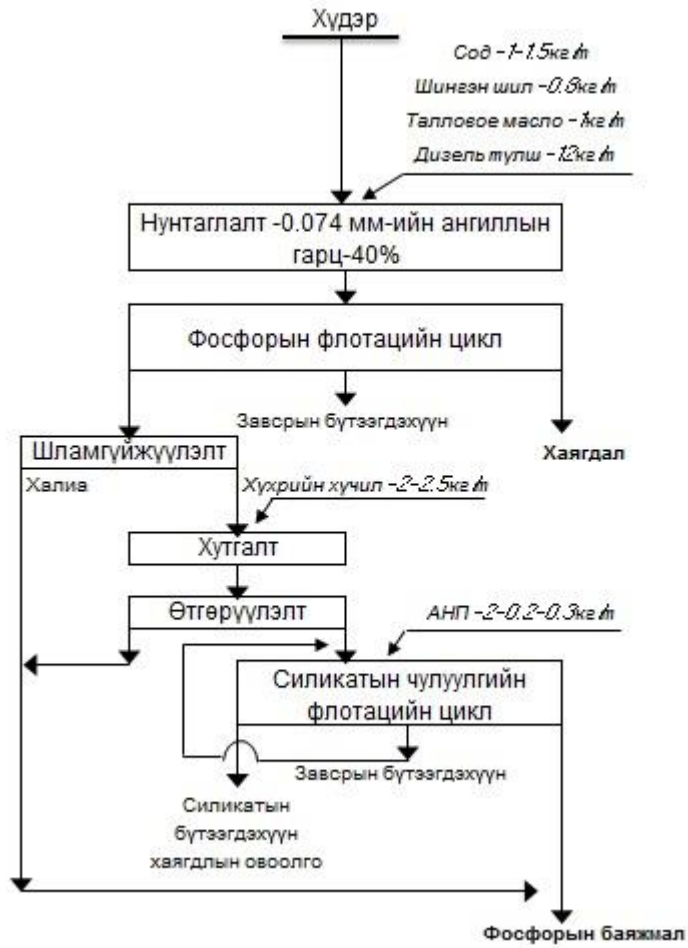 Хүдэр
Сод -1-1.5кг/т
Шингэн шил -0.8кг/т
Талловое масло -1кг/т
Дизель түлш -1.2кг/т
Нунтаглалт -0.074 мм-ийн ангиллын
гарц-40%
Фосфорын флотацийн цикл
Завсрын бүтээгдэхүүн
Хаягдал
Шламгүйжүүлэлт
Халиа
Хүхрийн хүчил -2-2.5кг/т
Хутгалт
Өтгөрүүлэлт
АНП -2-0.2-0.3кг/т
Силикатын чулуулгийн
флотацийн цикл
Завсрын бүтээгдэхүүн
Силикатын
бүтээгдэхүүн
хаягдлын овоолго
Фосфорын баяжмал